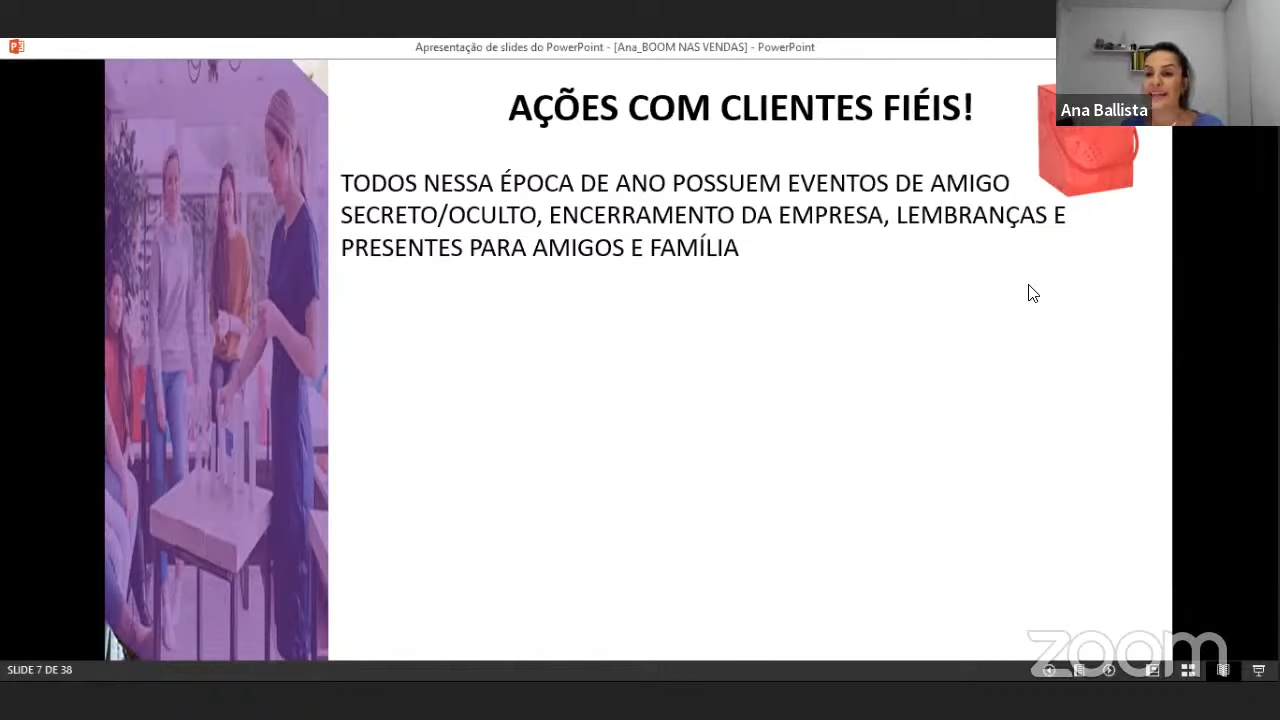 Apresentação de slides do PowerPoint - [Ana_BOOM NAS VENDAS] - PowerPoint
Ana Ballista
AÇÕES COM CLIENTES FIÉIS!
TODOS NESSA ÉPOCA DE ANO POSSUEM EVENTOS DE AMIGO
SECRETO/OCULTO, ENCERRAMENTO DA EMPRESA, LEMBRANÇAS E
PRESENTES PARA AMIGOS E FAMÍLIA
zoom
SLIDE 7 DE 38